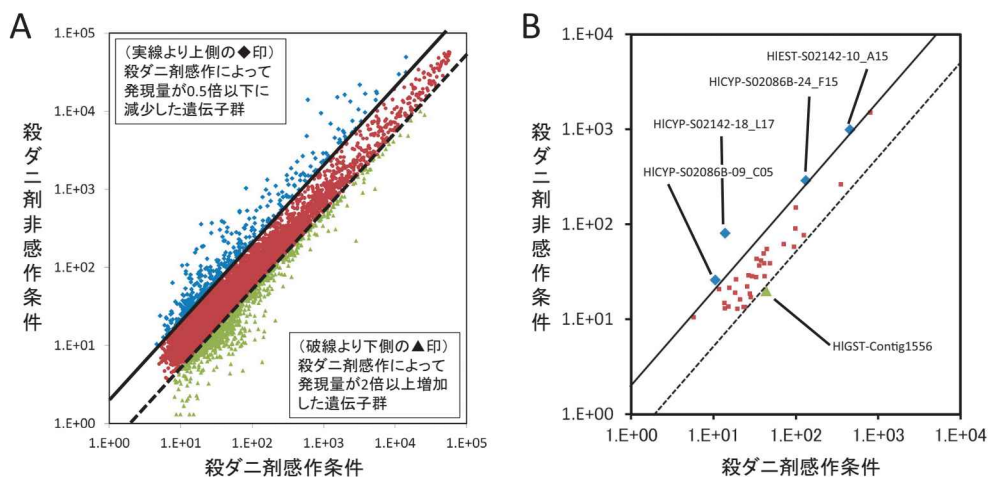 A
1.E+05
1.E+04
1.E+03
1.E+02
1.E+01
1.E+00
殺ダニ剤非感作条件
(実線より上側の◆印)
殺ダニ剤感作によって
発現量が0.5倍以下に
減少した遺伝子群
(破線より下側の▲印)
殺ダニ剤感作によって
発現量が2倍以上増加
した遺伝子群
1.E+00 1.E+01 1.E+02 1.E+03 1.E+04 1.E+05
殺ダニ剤感作条件
B
1.E+04
1.E+03
1.E+02
1.E+01
1.E+00
殺ダニ剤非感作条件
HlEST-S02142-10_A15
HlCYP-S02086B-24_F15
HlCYP-S02142-18_L17
HlCYP-S02086B-09_C05
HlGST-Contig1556
1.E+00 1.E+01 1.E+02 1.E+03 1.E+04
殺ダニ剤感作条件